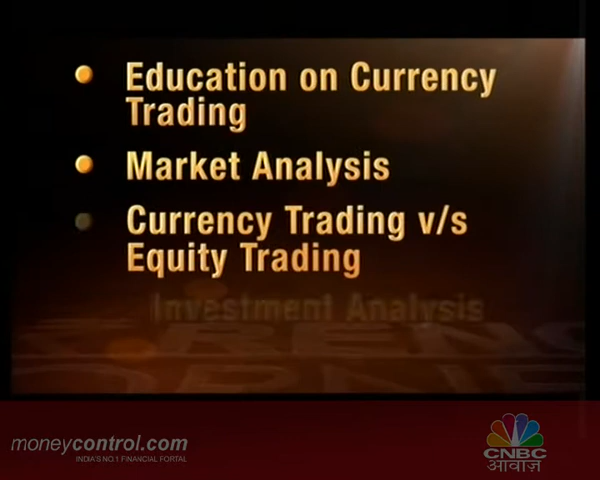 Education on Currency
Trading
Market Analysis
Currency Trading v/s
Equity Trading
Investment Analysis
moneycontrol.com
INDIA'S NO.1 FINANCIAL PORTAL
CNBC
आवाज़